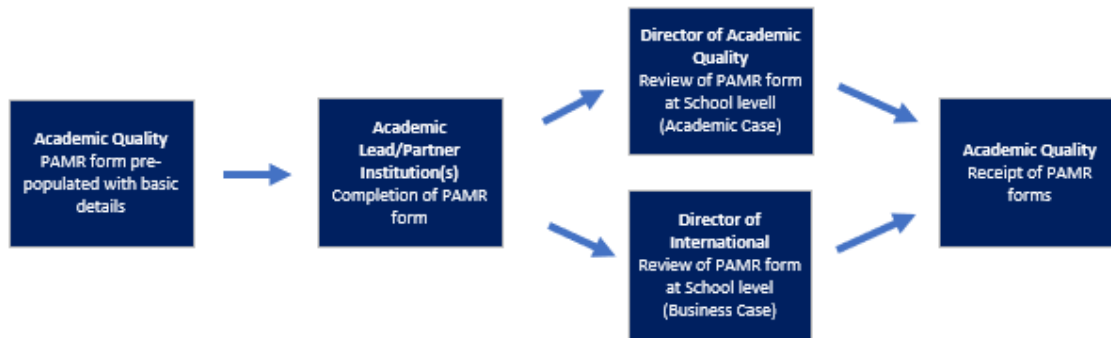 Academic Quality
PAMR form pre-
populated with basic
details
Academic
Lead/Partner
Institution(s)
Completion of PAMR
form
Director of Academic
Quality
Review of PAMR form
at School levell
(Academic Case)
Director of
International
Review of PAMR form
at School level
(Business Case)
Academic Quality
Receipt of PAMR
forms